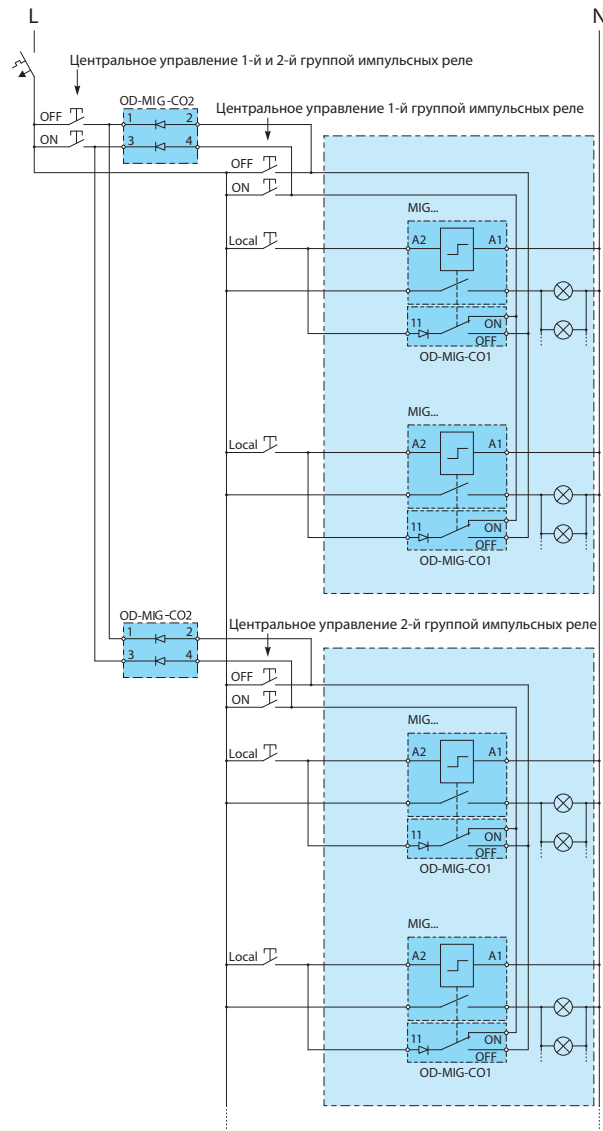 L N
Центральное управление 1-й и 2-й группой импульсных реле
OD-MIG-CO2
Центральное управление 1-й группой импульсных реле
OFF 1 2
ON 3 4
OFF
ON
MIG...
Local A2 A1
11 ON
OFF
OD-MIG-CO1
MIG...
Local A2 A1
11 ON
OFF
OD-MIG-CO1
OD-MIG-CO2
Центральное управление 2-й группой импульсных реле
1 2
3 4
OFF
ON
MIG...
Local A2 A1
11 ON
OFF
OD-MIG-CO1
MIG...
Local A2 A1
11 ON
OFF
OD-MIG-CO1